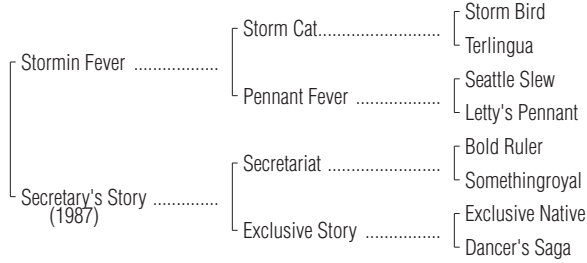 Storm Bird
Storm Cat........................
Terlingua
Stormin Fever .................
Seattle Slew
Pennant Fever .................
Letty's Pennant
Bold Ruler
Secretariat ......................
Somethingroyal
Secretary's Story .............
(1987)
Exclusive Native
Exclusive Story ...............
Dancer's Saga